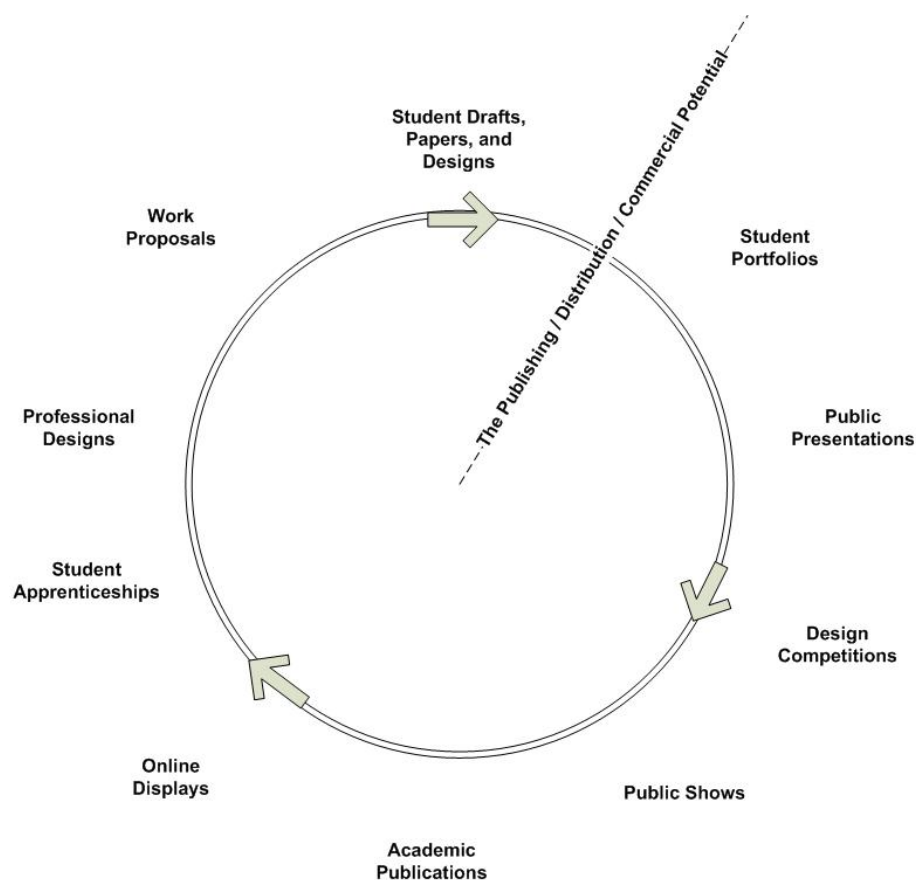 Student Drafts,
Papers, and
Designs
The Publishing / Distribution / Commercial Potential
Student
Portfolios
Public
Presentations
Design
Competitions
Public Shows
Academic
Publications
Online
Displays
Student
Apprenticeships
Professional
Designs
Work
Proposals